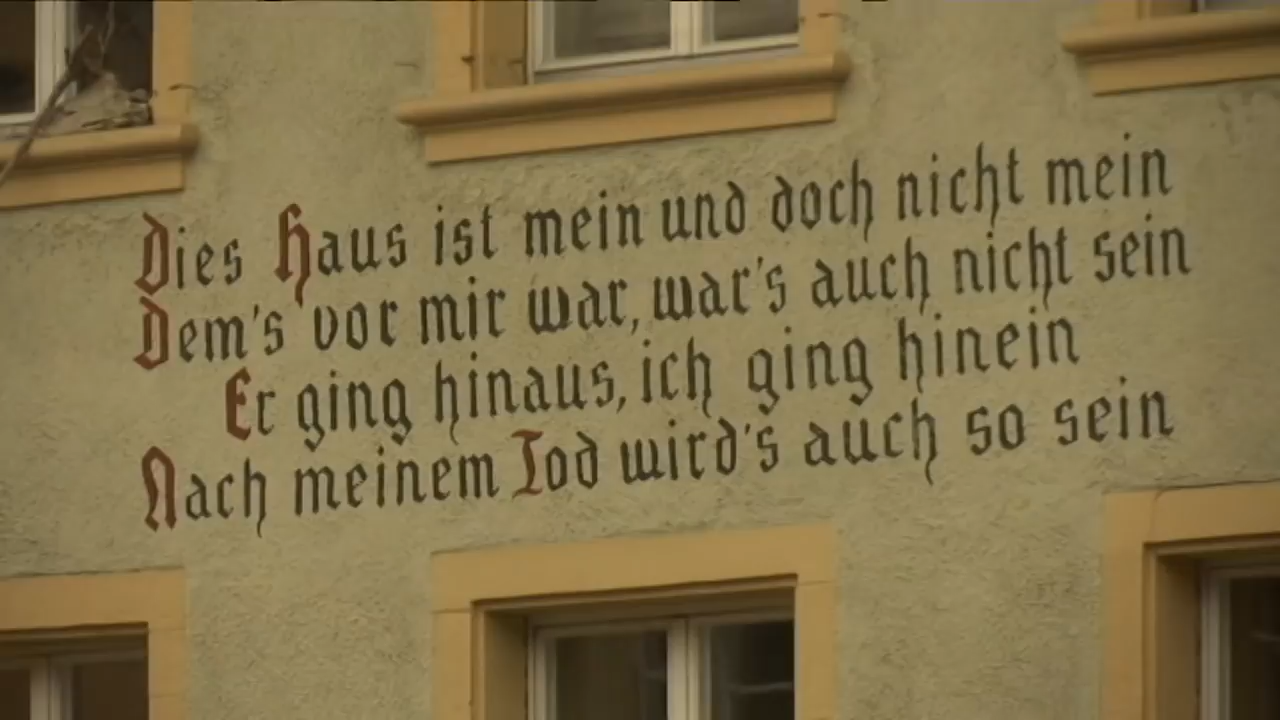 Dies Haus ist mein und doch nicht mein
Dem's vor mir war, war's auch nicht sein
Er ging hinaus, ich ging hinein
Nach meinem Tod wird's auch so sein